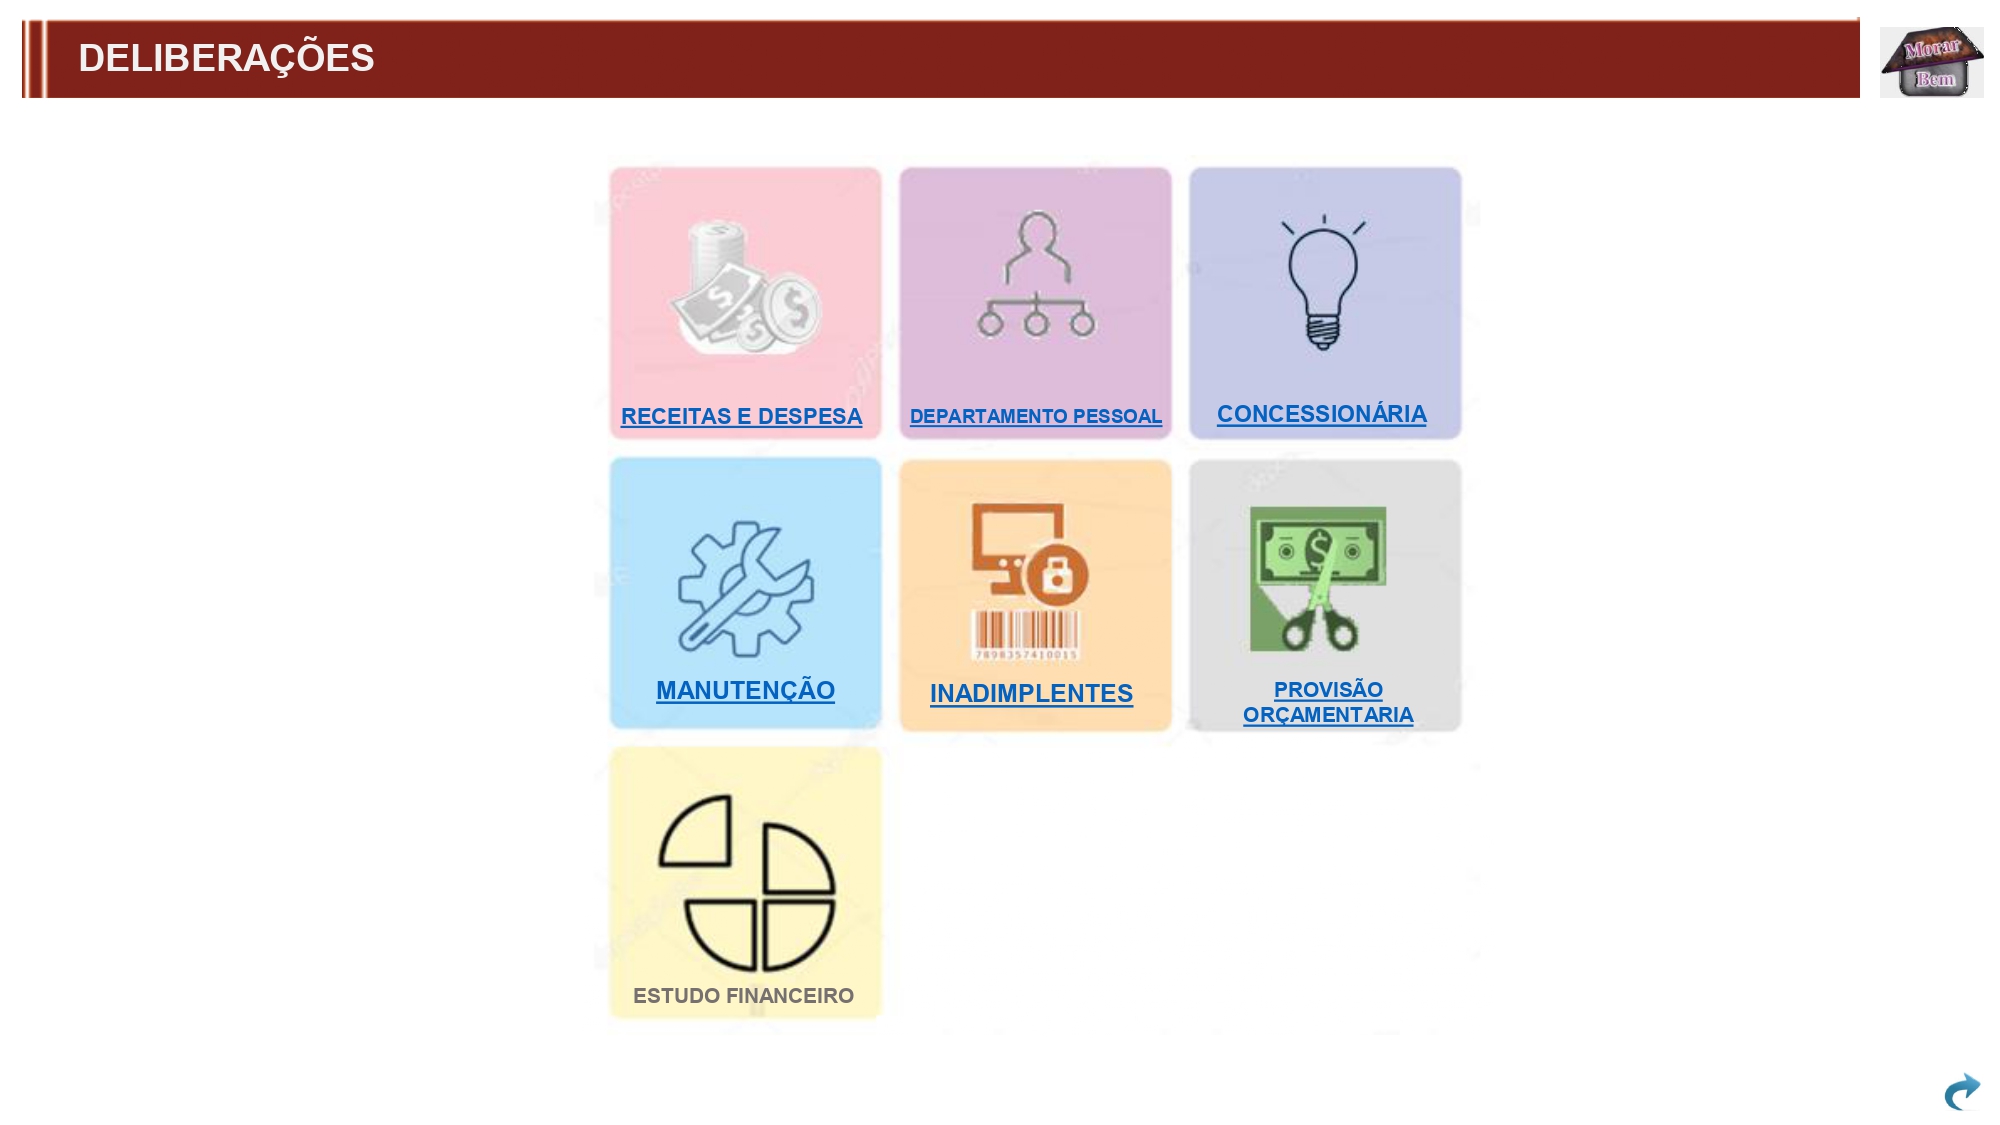 DELIBERAÇÕES
Morar
Bem
RECEITAS E DESPESA
DEPARTAMENTO PESSOAL
CONCESSIONÁRIA
7898357410015
MANUTENÇÃO
INADIMPLENTES
PROVISÃO
ORÇAMENTARIA
ESTUDO FINANCEIRO